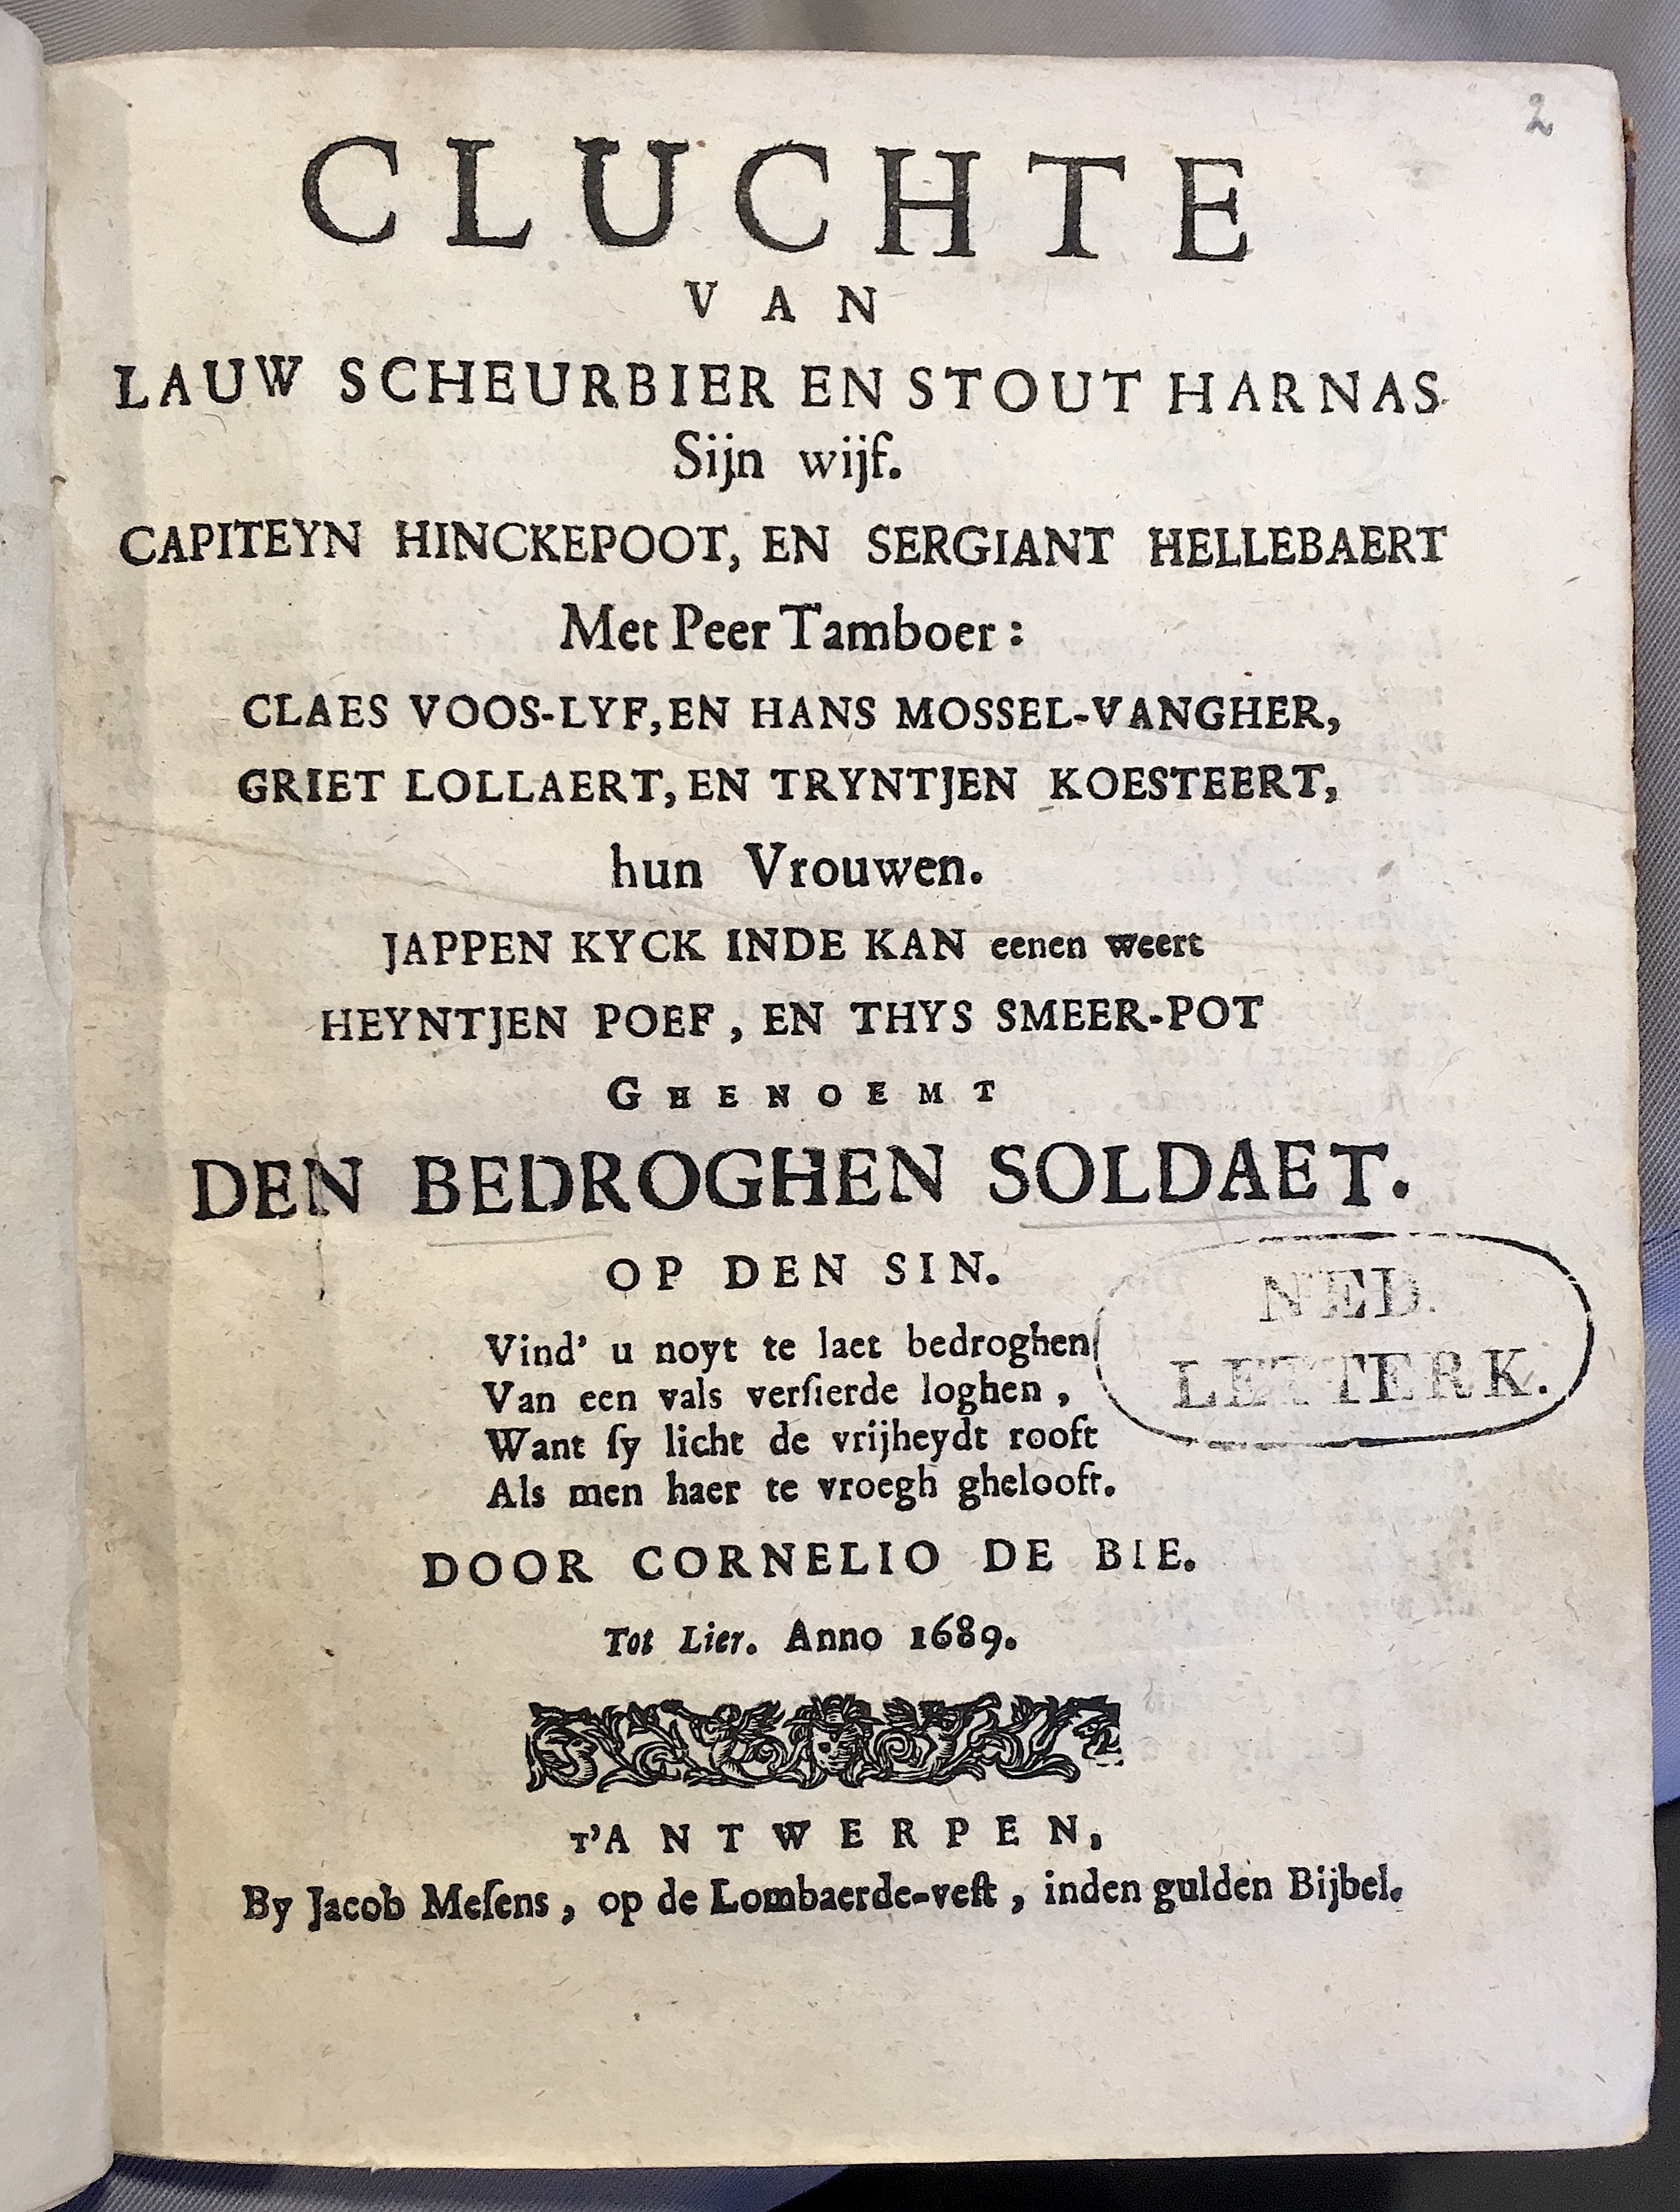 2
CLUCHTE
VAN
LAUW SCHEURBIER EN STOUT HARNAS
Sijn wijf.
CAPITEYN HINCKEPOOT, EN SERGIANT HELLEBAERT
Met Peer Tamboer:
CLAES VOOS-LYF, EN HANS MOSSEL-VANGHER,
GRIET LOLLAERT, EN TRYNTJEN KOESTEERT,
hun Vrouwen.
JAPPEN KYCK INDE KAN eenen weert
HEYNTJEN POEF, EN THYS SMEER-POT
GHENOEMT
DEN BEDROGHEN SOLDAET.
OP DEN SIN.
NED.
LETTERK.
Vind' u noyt te laet bedroghen
Van een vals verſierde loghen,
Want ſy licht de vrijheydt rooft
Als men haer te vroegh ghelooft.
DOOR CORNELIO DE BIE.
Tot Lier. Anno 1689.
T'ANTWERPEN,
By Jacob Meſens, op de Lombaerde-veſt, inden gulden Bijbel.